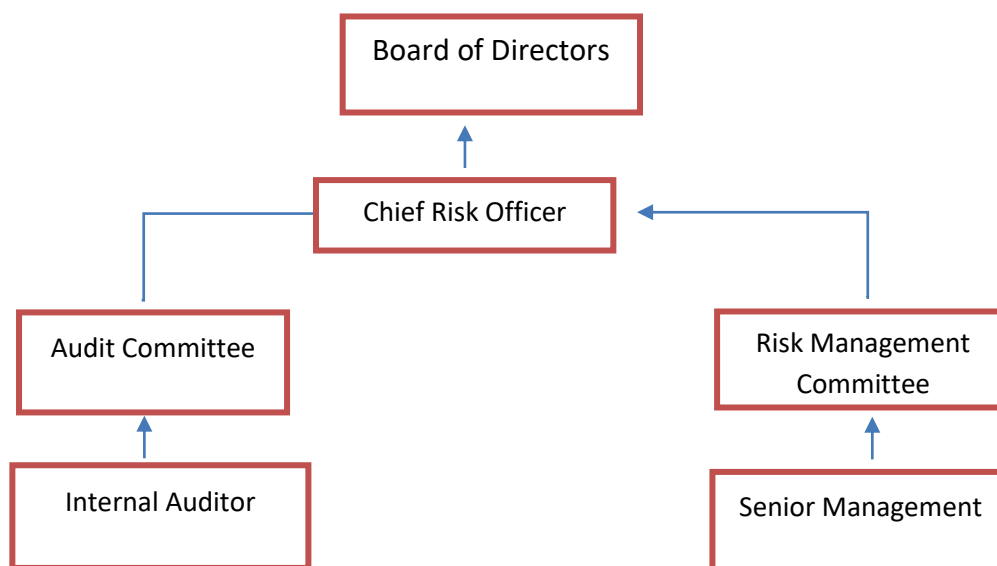 Board of Directors
Chief Risk Officer
Audit Committee
Risk Management
Committee
Internal Auditor
Senior Management